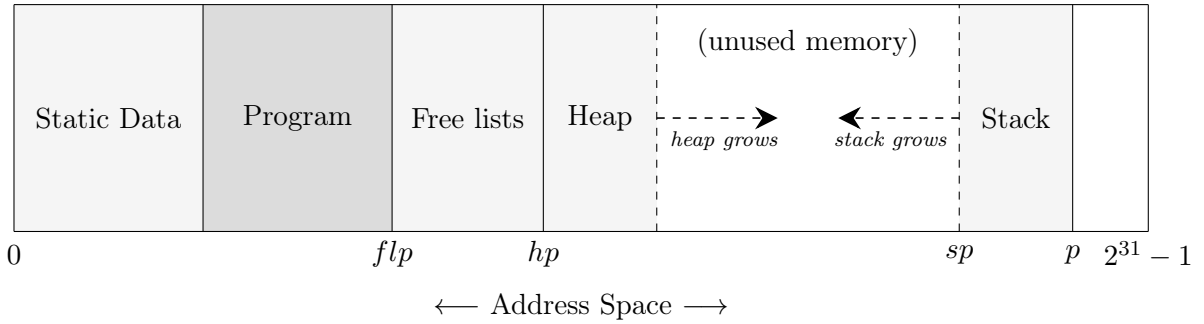 (unused memory)
Static Data Program Free lists Heap Stack
heap grows stack grows
0 flp hp sp p 2^31 − 1
⟵ Address Space ⟶